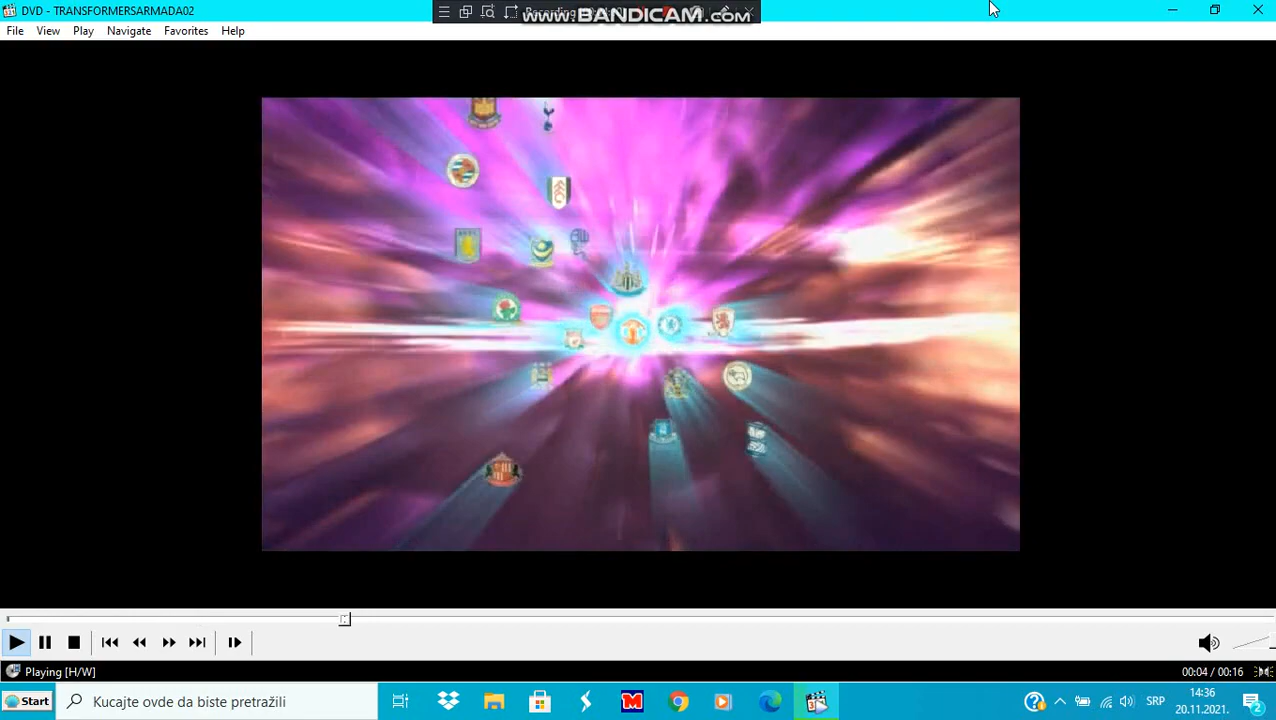 DVD - TRANSFORMERSARMADA02
www.BANDICAM.com
File View Play Navigate Favorites Help
Playing [H/W]
00:04 / 00:16
Start
Kucajte ovde da biste pretražili
SRP
14:36
20.11.2021.
2